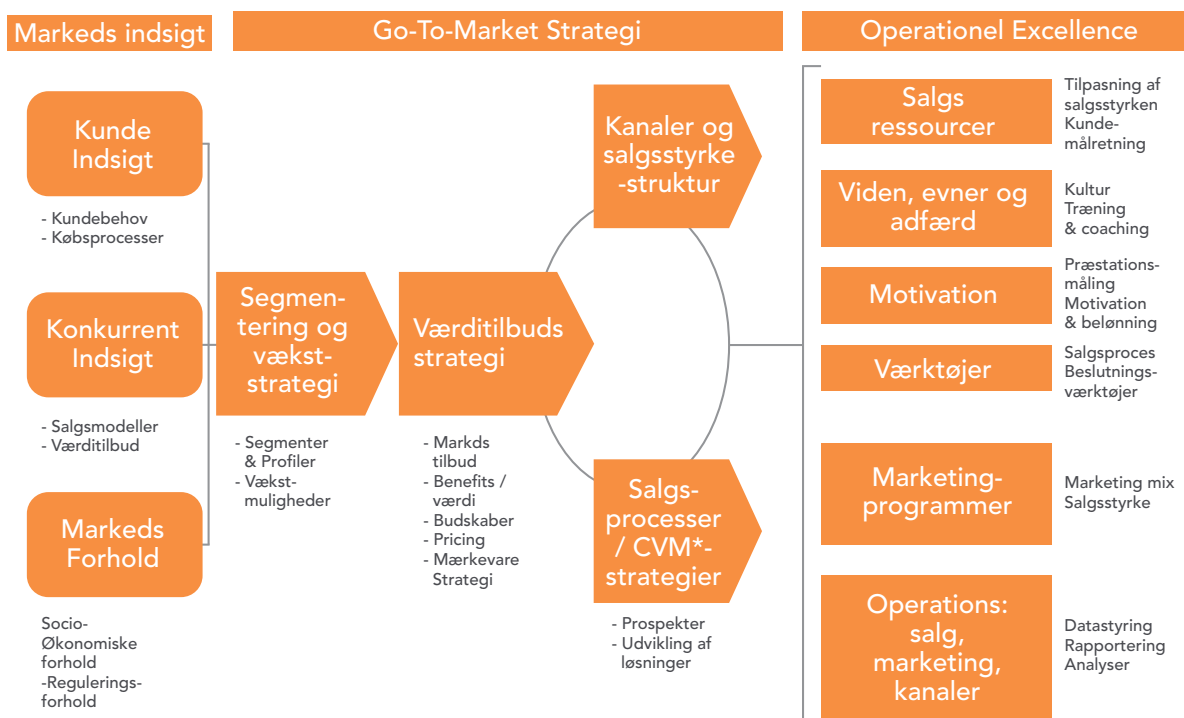 Markeds indsigt
Go-To-Market Strategi
Operationel Excellence
Kunde
Indsigt
- Kundebehov
- Købsprocesser
Konkurrent
Indsigt
- Salgsmodeller
- Værditilbud
Markeds
Forhold
Socio-
Økonomiske
forhold
-Regulerings-
forhold
Segmen-
tering og
vækst-
strategi
- Segmenter
& Profiler
- Vækst-
muligheder
Værditilbuds
strategi
- Markds
tilbud
- Benefits /
værdi
- Budskaber
- Pricing
- Mærkevare
Strategi
Kanaler og
salgsstyrke
-struktur
Salgs-
processer
/ CVM*-
strategier
- Prospekter
- Udvikling af
løsninger
Salgs
ressourcer
Tilpasning af
salgsstyrken
Kunde-
målretning
Viden, evner og
adfærd
Kultur
Træning
& coaching
Motivation
Præstations-
måling
Motivation
& belønning
Værktøjer
Salgsproces
Beslutnings-
værktøjer
Marketing-
programmer
Marketing mix
Salgsstyrke
Operations:
salg,
marketing,
kanaler
Datastyring
Rapportering
Analyser